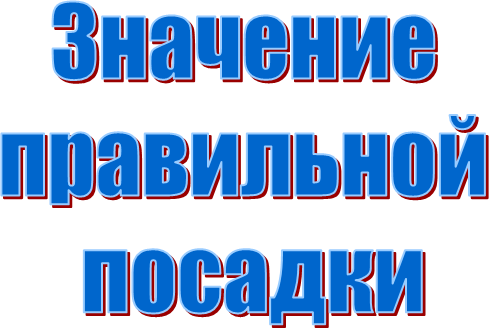 Значение
правильной
посадки